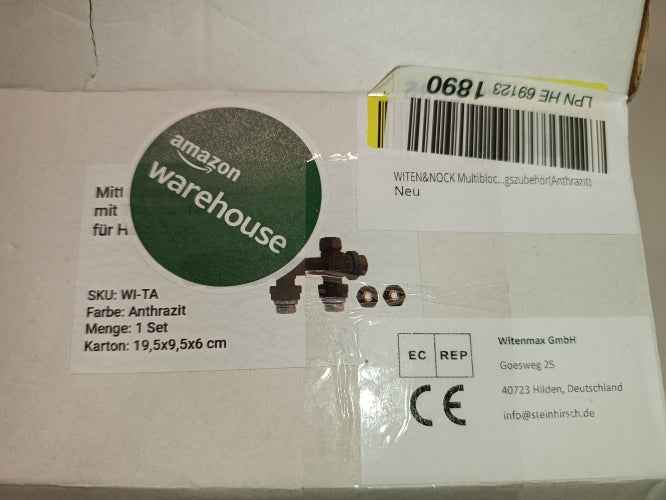 LPN HE 69123 1890
WITEN&NOCK Multibloc...gszubehör(Anthrazit)
Neu
amazon
warehouse
mit
für H
SKU: WI-TA
Farbe: Anthrazit
Menge: 1 Set
Karton: 19,5x9,5x6 cm
EC REP
CE
Witenmax GmbH
Goesweg 25
40723 Hilden, Deutschland
info@steinhirsch.de